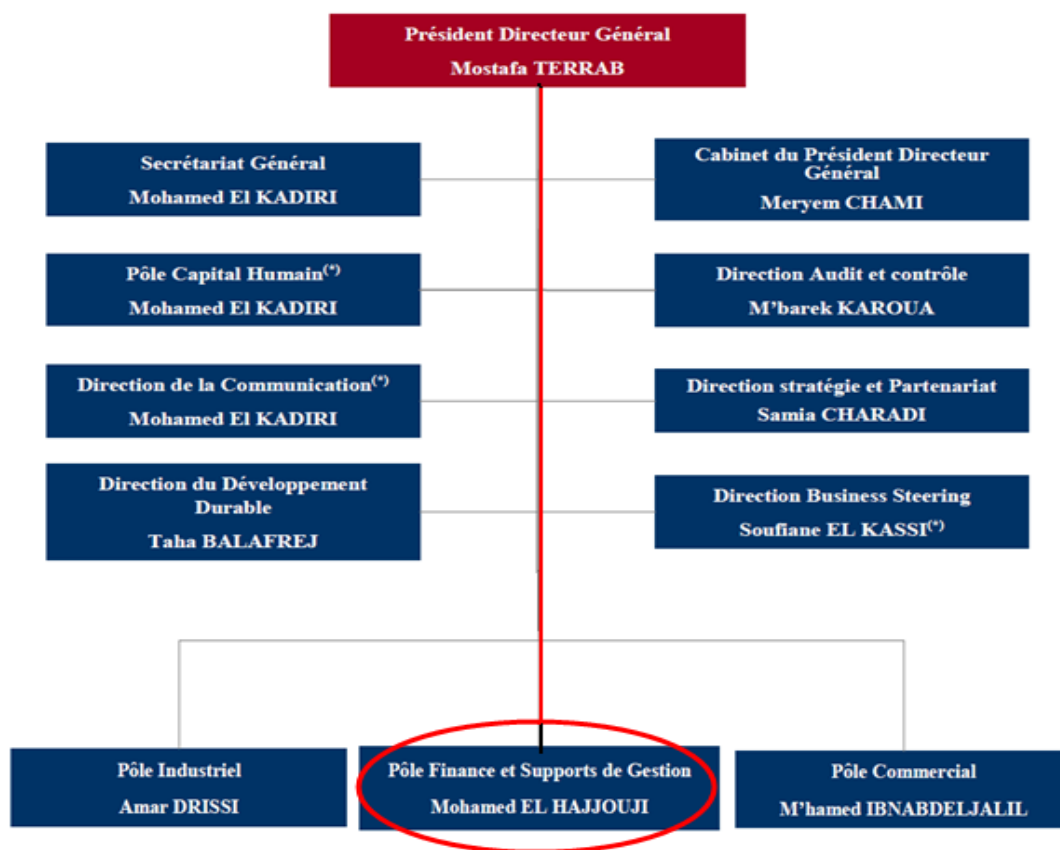 Président Directeur Général
Mostafa TERRAB
Secrétariat Général
Mohamed El KADIRI
Cabinet du Président Directeur
Général
Meryem CHAMI
Pôle Capital Humain(*)
Mohamed El KADIRI
Direction Audit et contrôle
M'barek KAROUA
Direction de la Communication(*)
Mohamed El KADIRI
Direction stratégie et Partenariat
Samia CHARADI
Direction du Développement
Durable
Taha BALAFREJ
Direction Business Steering
Soufiane EL KASSI(*)
Pôle Industriel
Amar DRISSI
Pôle Finance et Supports de Gestion
Mohamed EL HAJJOUJI
Pôle Commercial
M'hamed IBNABDELJALIL